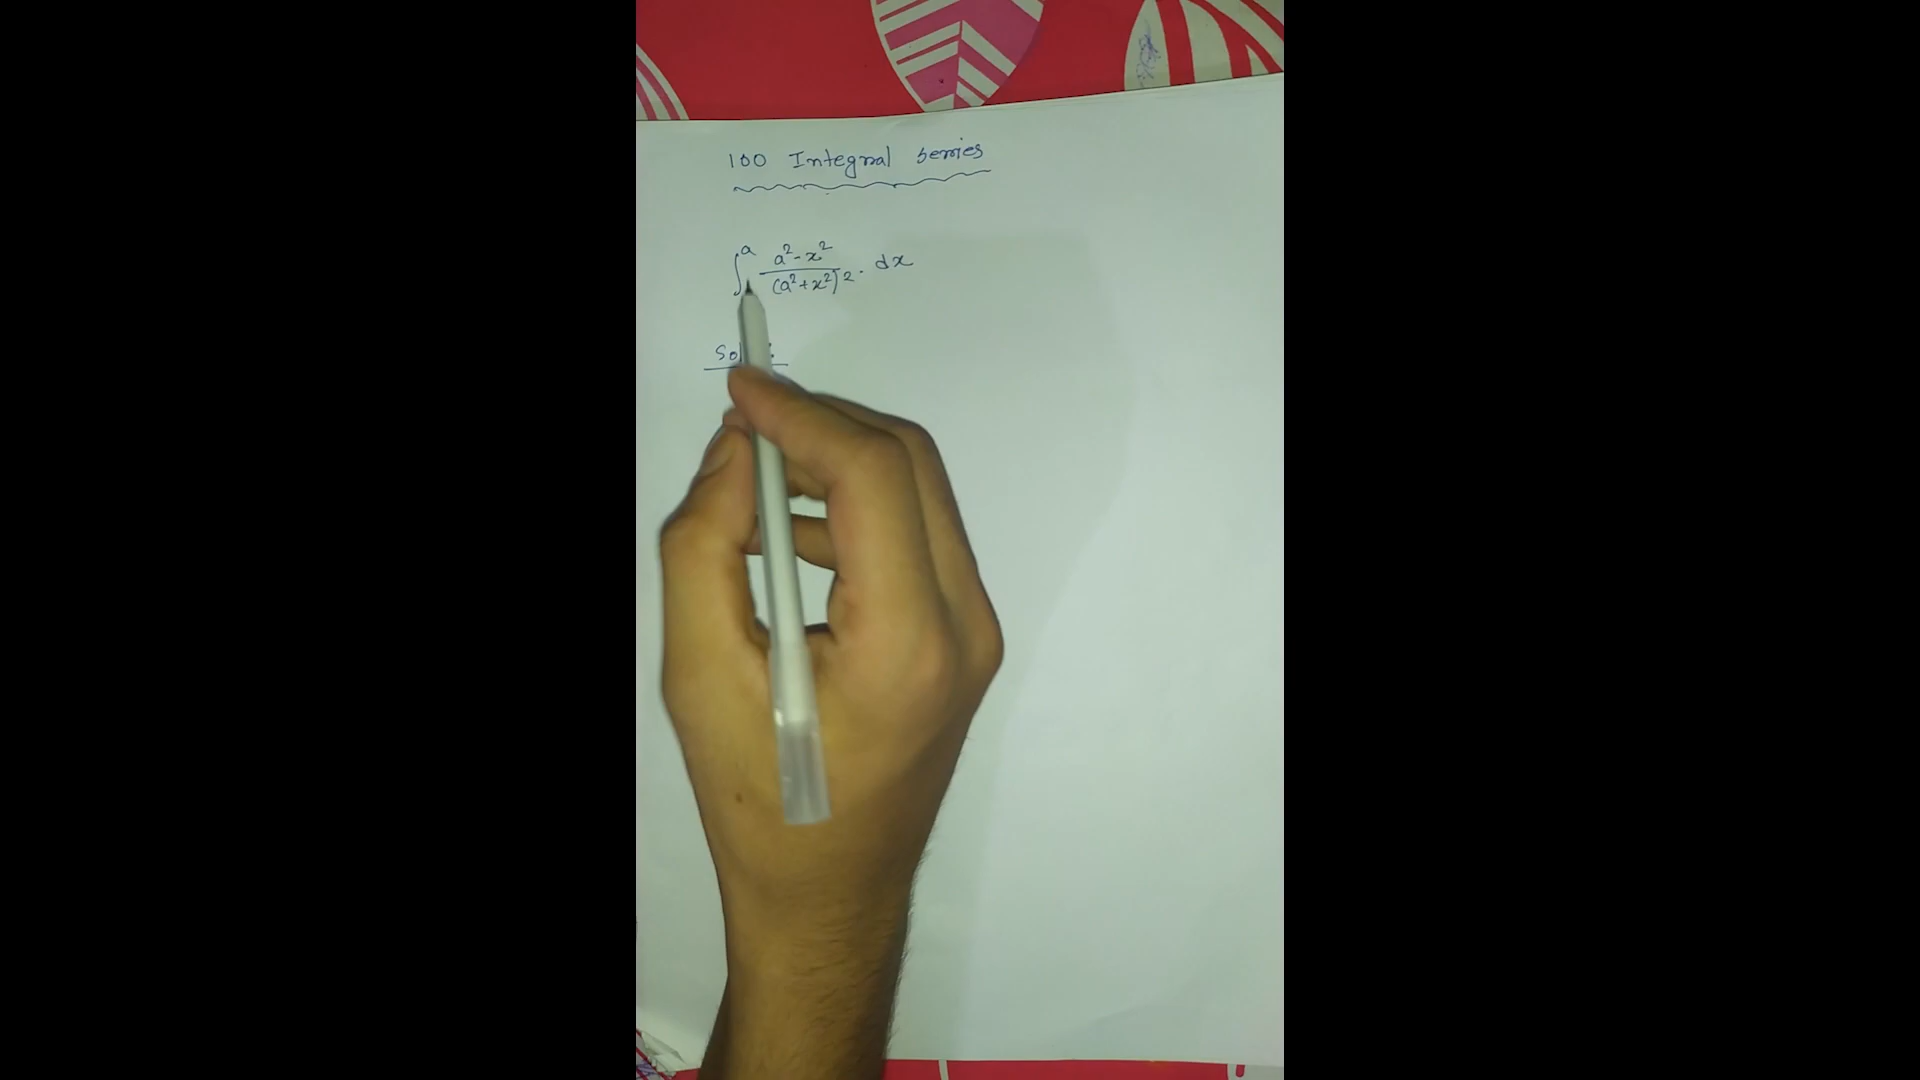 100 Integral series
∫ᵃ (a²-x²)/(a²+x²)² . dx